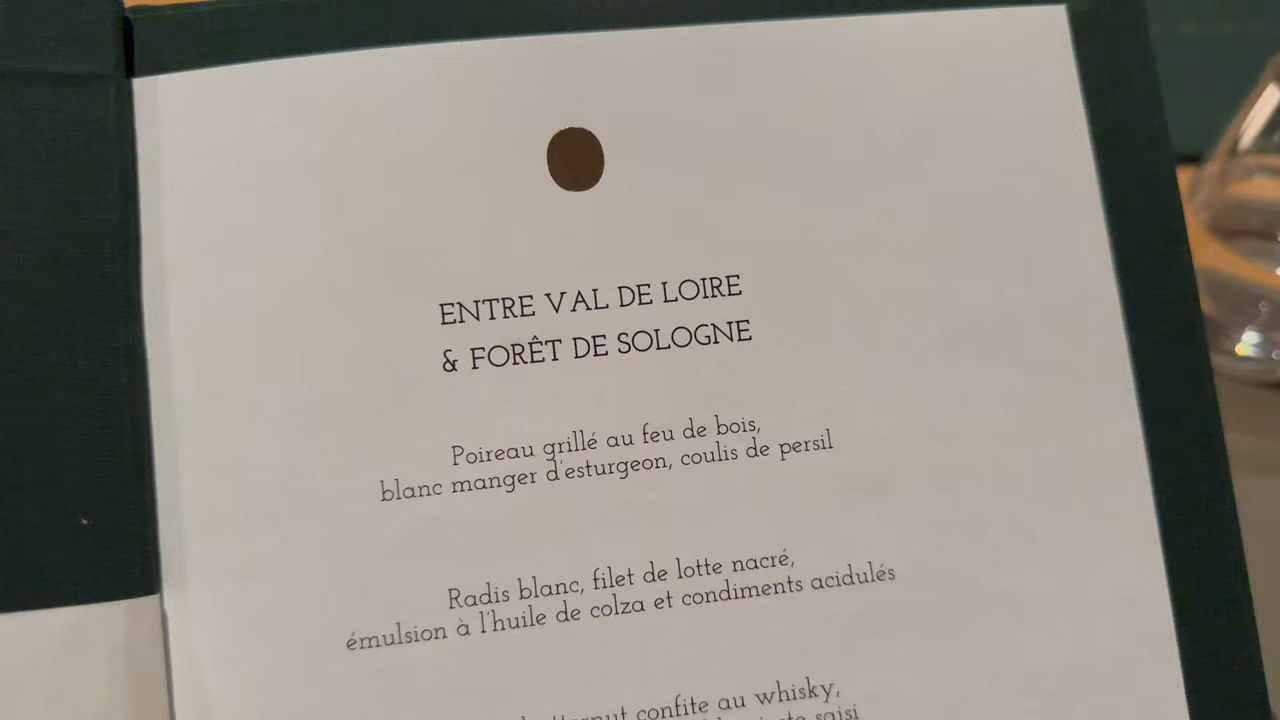 ENTRE VAL DE LOIRE
& FORÊT DE SOLOGNE
Poireau grillé au feu de bois,
blanc manger d'esturgeon, coulis de persil
Radis blanc, filet de lotte nacré,
émulsion à l'huile de colza et condiments acidulés
confite au whisky,
saisi